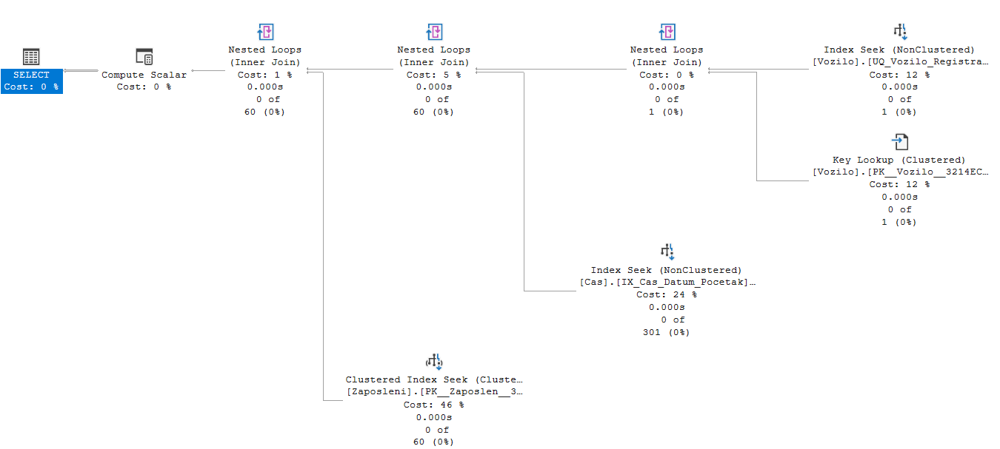 SELECT
Cost: 0 %
Compute Scalar
Cost: 0 %
Nested Loops
(Inner Join)
Cost: 1 %
0.000s
0 of
60 (0%)
Nested Loops
(Inner Join)
Cost: 5 %
0.000s
0 of
60 (0%)
Nested Loops
(Inner Join)
Cost: 0 %
0.000s
0 of
1 (0%)
Index Seek (NonClustered)
[Vozilo].[UQ_Vozilo_Registra…
Cost: 12 %
0.000s
0 of
1 (0%)
Key Lookup (Clustered)
[Vozilo].[PK__Vozilo__3214EC…
Cost: 12 %
0.000s
0 of
1 (0%)
Index Seek (NonClustered)
[Cas].[IX_Cas_Datum_Pocetak]…
Cost: 24 %
0.000s
0 of
301 (0%)
Clustered Index Seek (Cluste…
[Zaposleni].[PK__Zaposlen__3…
Cost: 46 %
0.000s
0 of
60 (0%)